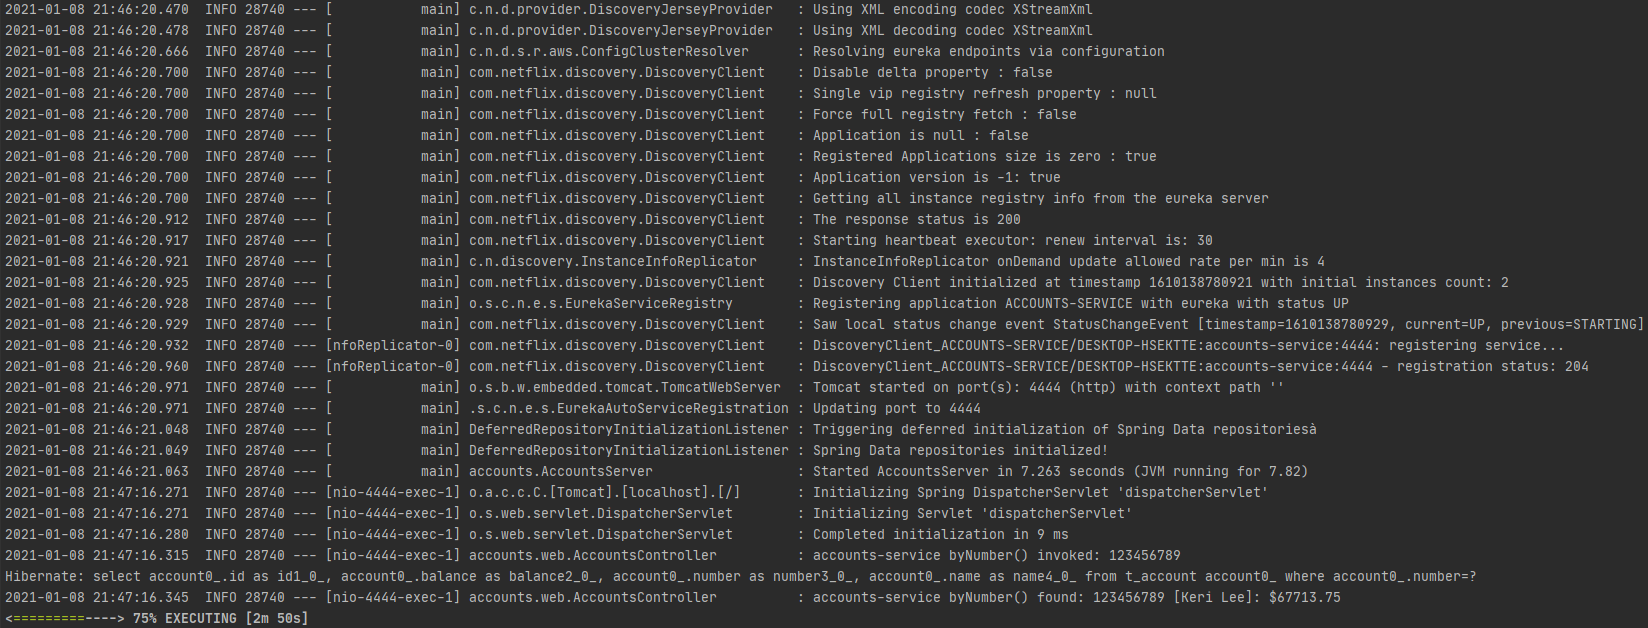 2021-01-08 21:46:20.470  INFO 28740 --- [           main] c.n.d.provider.DiscoveryJerseyProvider   : Using XML encoding codec XStreamXml
2021-01-08 21:46:20.478  INFO 28740 --- [           main] c.n.d.provider.DiscoveryJerseyProvider   : Using XML decoding codec XStreamXml
2021-01-08 21:46:20.666  INFO 28740 --- [           main] c.n.d.s.r.aws.ConfigClusterResolver      : Resolving eureka endpoints via configuration
2021-01-08 21:46:20.700  INFO 28740 --- [           main] com.netflix.discovery.DiscoveryClient    : Disable delta property : false
2021-01-08 21:46:20.700  INFO 28740 --- [           main] com.netflix.discovery.DiscoveryClient    : Single vip registry refresh property : null
2021-01-08 21:46:20.700  INFO 28740 --- [           main] com.netflix.discovery.DiscoveryClient    : Force full registry fetch : false
2021-01-08 21:46:20.700  INFO 28740 --- [           main] com.netflix.discovery.DiscoveryClient    : Application is null : false
2021-01-08 21:46:20.700  INFO 28740 --- [           main] com.netflix.discovery.DiscoveryClient    : Registered Applications size is zero : true
2021-01-08 21:46:20.700  INFO 28740 --- [           main] com.netflix.discovery.DiscoveryClient    : Application version is -1: true
2021-01-08 21:46:20.700  INFO 28740 --- [           main] com.netflix.discovery.DiscoveryClient    : Getting all instance registry info from the eureka server
2021-01-08 21:46:20.912  INFO 28740 --- [           main] com.netflix.discovery.DiscoveryClient    : The response status is 200
2021-01-08 21:46:20.917  INFO 28740 --- [           main] com.netflix.discovery.DiscoveryClient    : Starting heartbeat executor: renew interval is: 30
2021-01-08 21:46:20.921  INFO 28740 --- [           main] c.n.discovery.InstanceInfoReplicator     : InstanceInfoReplicator onDemand update allowed rate per min is 4
2021-01-08 21:46:20.925  INFO 28740 --- [           main] com.netflix.discovery.DiscoveryClient    : Discovery Client initialized at timestamp 1610138780921 with initial instances count: 2
2021-01-08 21:46:20.928  INFO 28740 --- [           main] o.s.c.n.e.s.EurekaServiceRegistry        : Registering application ACCOUNTS-SERVICE with eureka with status UP
2021-01-08 21:46:20.929  INFO 28740 --- [           main] com.netflix.discovery.DiscoveryClient    : Saw local status change event StatusChangeEvent [timestamp=1610138780929, current=UP, previous=STARTING]
2021-01-08 21:46:20.932  INFO 28740 --- [nfoReplicator-0] com.netflix.discovery.DiscoveryClient    : DiscoveryClient_ACCOUNTS-SERVICE/DESKTOP-HSEKTTE:accounts-service:4444: registering service...
2021-01-08 21:46:20.960  INFO 28740 --- [nfoReplicator-0] com.netflix.discovery.DiscoveryClient    : DiscoveryClient_ACCOUNTS-SERVICE/DESKTOP-HSEKTTE:accounts-service:4444 - registration status: 204
2021-01-08 21:46:20.971  INFO 28740 --- [           main] o.s.b.w.embedded.tomcat.TomcatWebServer  : Tomcat started on port(s): 4444 (http) with context path ''
2021-01-08 21:46:20.971  INFO 28740 --- [           main] .s.c.n.e.s.EurekaAutoServiceRegistration : Updating port to 4444
2021-01-08 21:46:21.048  INFO 28740 --- [           main] DeferredRepositoryInitializationListener : Triggering deferred initialization of Spring Data repositoriesà
2021-01-08 21:46:21.049  INFO 28740 --- [           main] DeferredRepositoryInitializationListener : Spring Data repositories initialized!
2021-01-08 21:46:21.063  INFO 28740 --- [           main] accounts.AccountsServer                  : Started AccountsServer in 7.263 seconds (JVM running for 7.82)
2021-01-08 21:47:16.271  INFO 28740 --- [nio-4444-exec-1] o.a.c.c.C.[Tomcat].[localhost].[/]       : Initializing Spring DispatcherServlet 'dispatcherServlet'
2021-01-08 21:47:16.271  INFO 28740 --- [nio-4444-exec-1] o.s.web.servlet.DispatcherServlet        : Initializing Servlet 'dispatcherServlet'
2021-01-08 21:47:16.280  INFO 28740 --- [nio-4444-exec-1] o.s.web.servlet.DispatcherServlet        : Completed initialization in 9 ms
2021-01-08 21:47:16.315  INFO 28740 --- [nio-4444-exec-1] accounts.web.AccountsController          : accounts-service byNumber() invoked: 123456789
Hibernate: select account0_.id as id1_0_, account0_.balance as balance2_0_, account0_.number as number3_0_, account0_.name as name4_0_ from t_account account0_ where account0_.number=?
2021-01-08 21:47:16.345  INFO 28740 --- [nio-4444-exec-1] accounts.web.AccountsController          : accounts-service byNumber() found: 123456789 [Keri Lee]: $67713.75
<=========----> 75% EXECUTING [2m 50s]